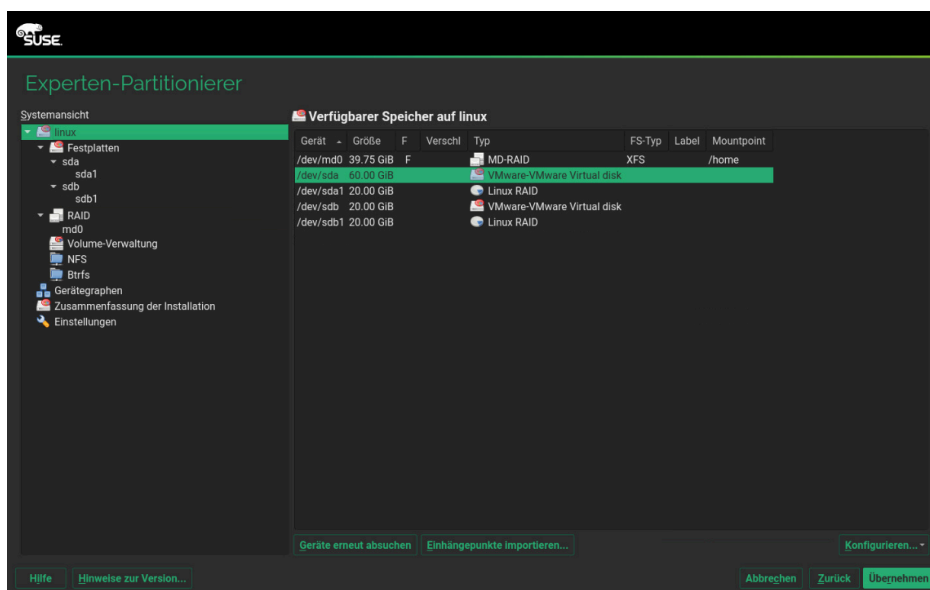 SUSE.
Experten-Partitionierer
Systemansicht
linux
Festplatten
sda
sda1
sdb
sdb1
RAID
md0
Volume-Verwaltung
NFS
Btrfs
Gerätegraphen
Zusammenfassung der Installation
Einstellungen
Verfügbarer Speicher auf linux
Gerät Größe F Verschl Typ FS-Typ Label Mountpoint
/dev/md0 39.75 GiB F MD-RAID XFS /home
/dev/sda 60.00 GiB VMware-VMware Virtual disk
/dev/sda1 20.00 GiB Linux RAID
/dev/sdb 20.00 GiB VMware-VMware Virtual disk
/dev/sdb1 20.00 GiB Linux RAID
Geräte erneut absuchen Einhängepunkte importieren... Konfigurieren...
Hilfe Hinweise zur Version... Abbrechen Zurück Übernehmen